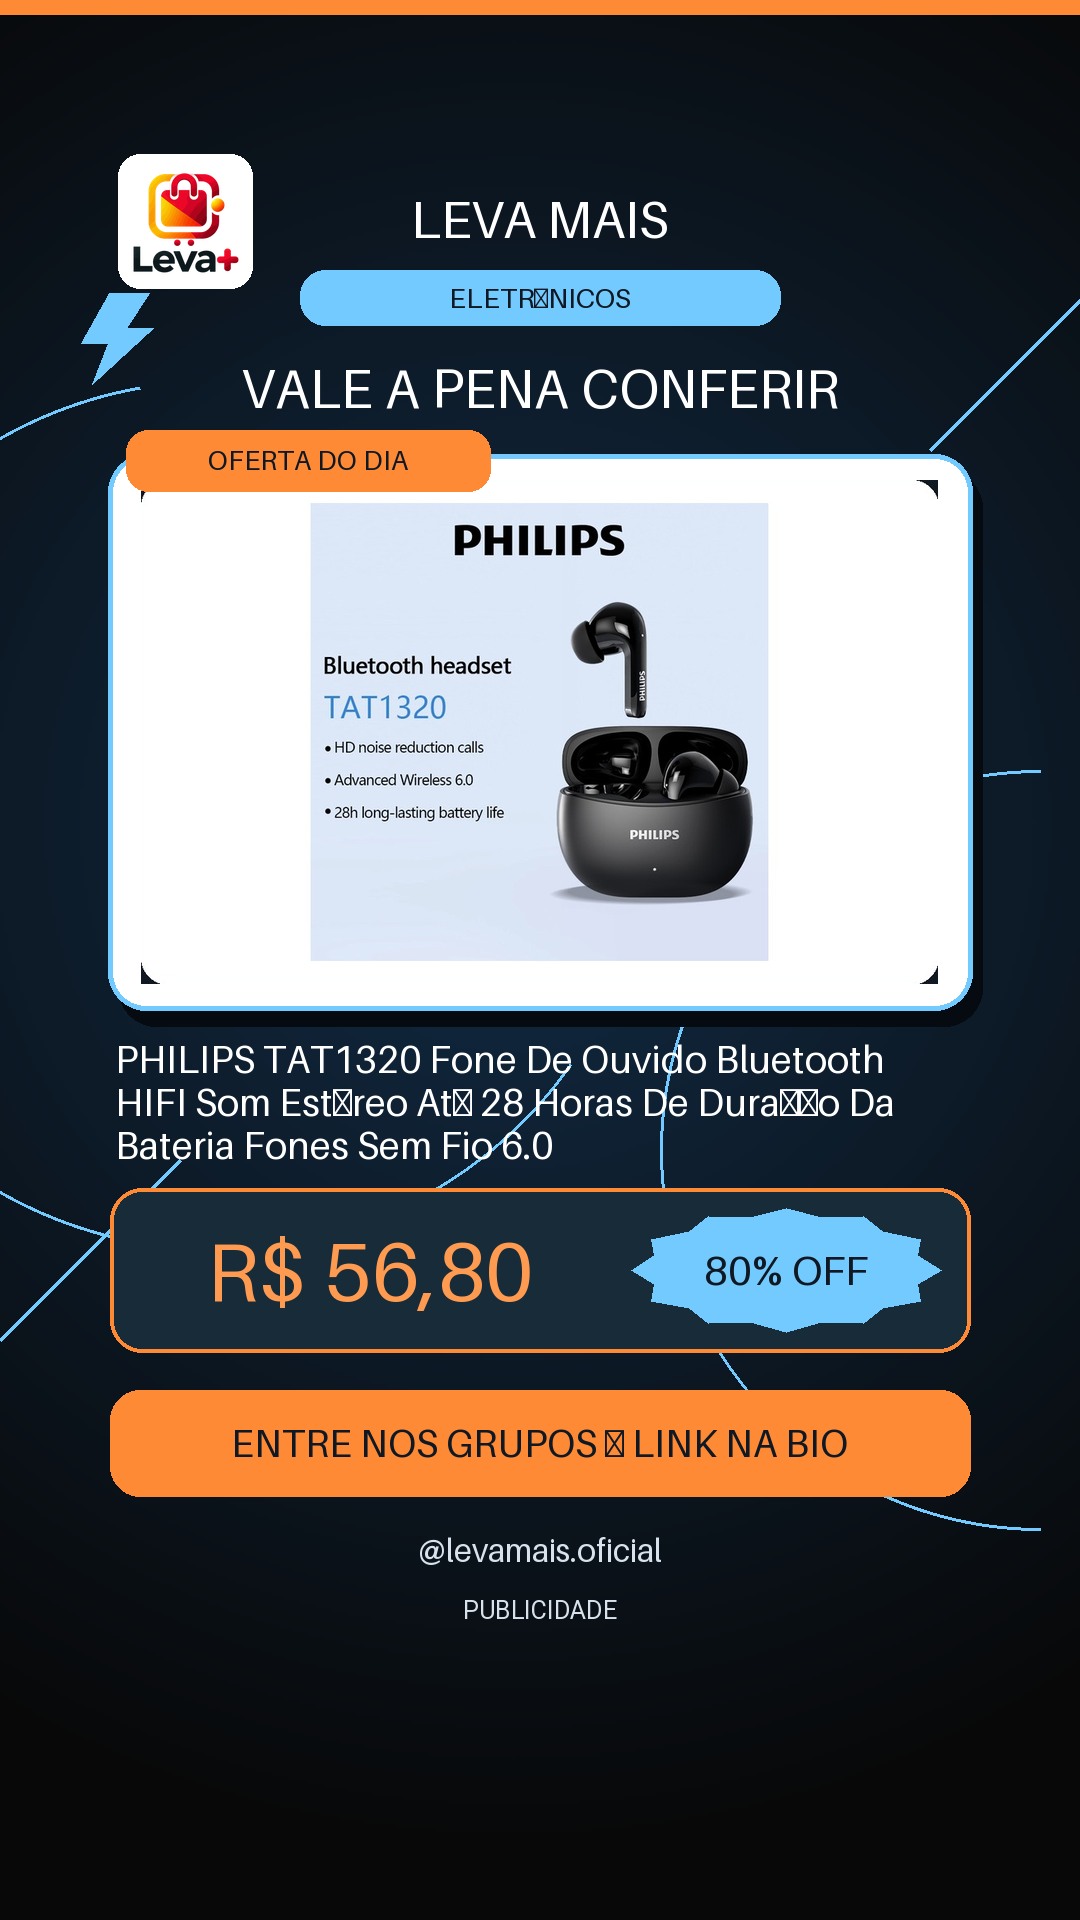 Leva+
LEVA MAIS
ELETR☒NICOS
VALE A PENA CONFERIR
OFERTA DO DIA
PHILIPS
Bluetooth headset
TAT1320
• HD noise reduction calls
• Advanced Wireless 6.0
• 28h long-lasting battery life
PHILIPS
PHILIPS
PHILIPS TAT1320 Fone De Ouvido Bluetooth
HIFI Som Est☒reo At☒ 28 Horas De Dura☒☒o Da
Bateria Fones Sem Fio 6.0
R$ 56,80
80% OFF
ENTRE NOS GRUPOS ☒ LINK NA BIO
@levamais.oficial
PUBLICIDADE